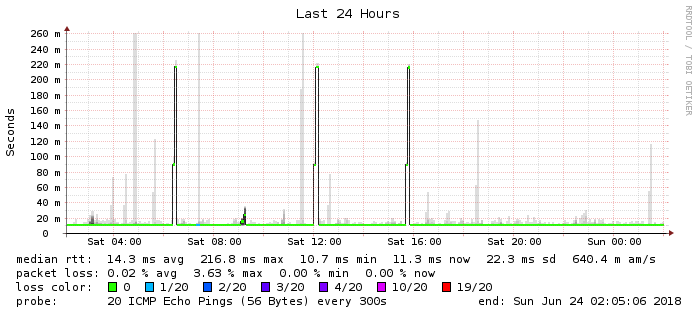 Last 24 Hours
RRDTOOL / TOBI OETIKER
Seconds
260 m
240 m
220 m
200 m
180 m
160 m
140 m
120 m
100 m
80 m
60 m
40 m
20 m
0
Sat 04:00 Sat 08:00 Sat 12:00 Sat 16:00 Sat 20:00 Sun 00:00
median rtt: 14.3 ms avg 216.8 ms max 10.7 ms min 11.3 ms now 22.3 ms sd 640.4 m am/s
packet loss: 0.02 % avg 3.63 % max 0.00 % min 0.00 % now
loss color: 0 1/20 2/20 3/20 4/20 10/20 19/20
probe: 20 ICMP Echo Pings (56 Bytes) every 300s end: Sun Jun 24 02:05:06 2018